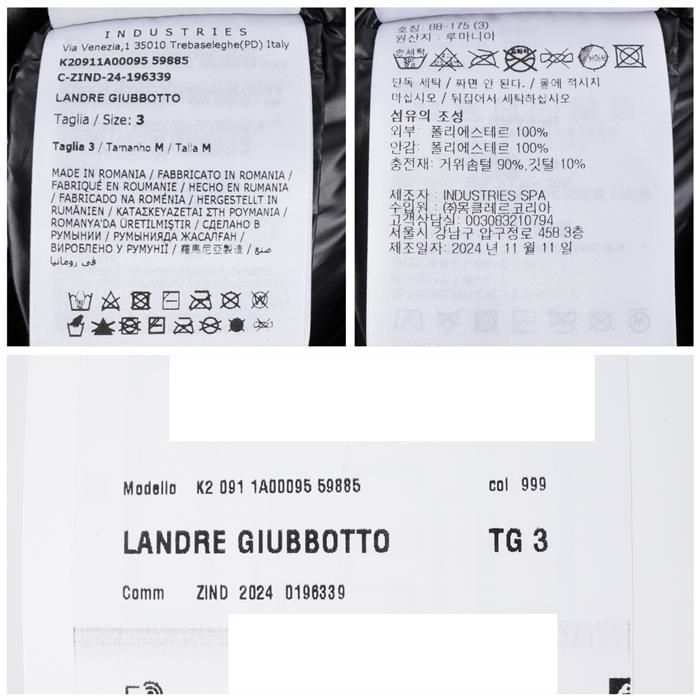 INDUSTRIES
Via Venezia,1 35010 Trebaseleghe(PD) Italy
K20911A00095 59885
C-ZIND-24-196339
LANDRE GIUBBOTTO
Taglia / Size: 3
Taglia 3 / Tamanho M / Talla M
MADE IN ROMANIA / FABBRICATO IN ROMANIA
/ FABRIQUÉ EN ROUMANIE / HECHO EN RUMANIA
/ FABRICADO NA ROMÉNIA / HERGESTELLT IN
RUMÄNIEN / ΚΑΤΑΣΚΕΥΑΖΕΤΑΙ ΣΤΗ ΡΟΥΜΑΝΙΑ /
ROMANYA'DA ÜRETİLMİŞTİR / СДЕЛАНО В
РУМЫНИИ / РУМЫНИЯДА ЖАСАЛҒАН /
ВИРОБЛЕНО У РУМУНІЇ / 羅馬尼亞製造 / صنع
في رومانيا
호칭: 88-175 (3)
원산지: 루마니아
손세탁
단독 세탁 / 짜면 안 된다. / 물에 적시지
마십시오 / 뒤집어서 세탁하십시오
섬유의 조성
외부: 폴리에스테르 100%
안감: 폴리에스테르 100%
충전재: 거위솜털 90%,깃털 10%
제조자 : INDUSTRIES SPA
수입원 : (주)몽클레르코리아
고객상담실: 003083210794
서울시 강남구 압구정로 458 3층
제조일자: 2024 년 11 월 11 일
Modello K2 091 1A00095 59885 col 999
LANDRE GIUBBOTTO TG 3
Comm ZIND 2024 0196339